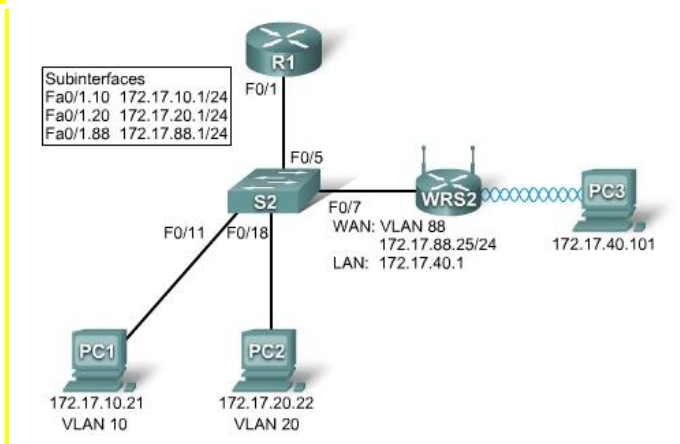 R1
Subinterfaces
Fa0/1.10 172.17.10.1/24
Fa0/1.20 172.17.20.1/24
Fa0/1.88 172.17.88.1/24
F0/1
F0/5
S2
F0/7
WRS2
PC3
WAN: VLAN 88
172.17.88.25/24
LAN: 172.17.40.1
172.17.40.101
F0/11
F0/18
PC1
PC2
172.17.10.21
VLAN 10
172.17.20.22
VLAN 20